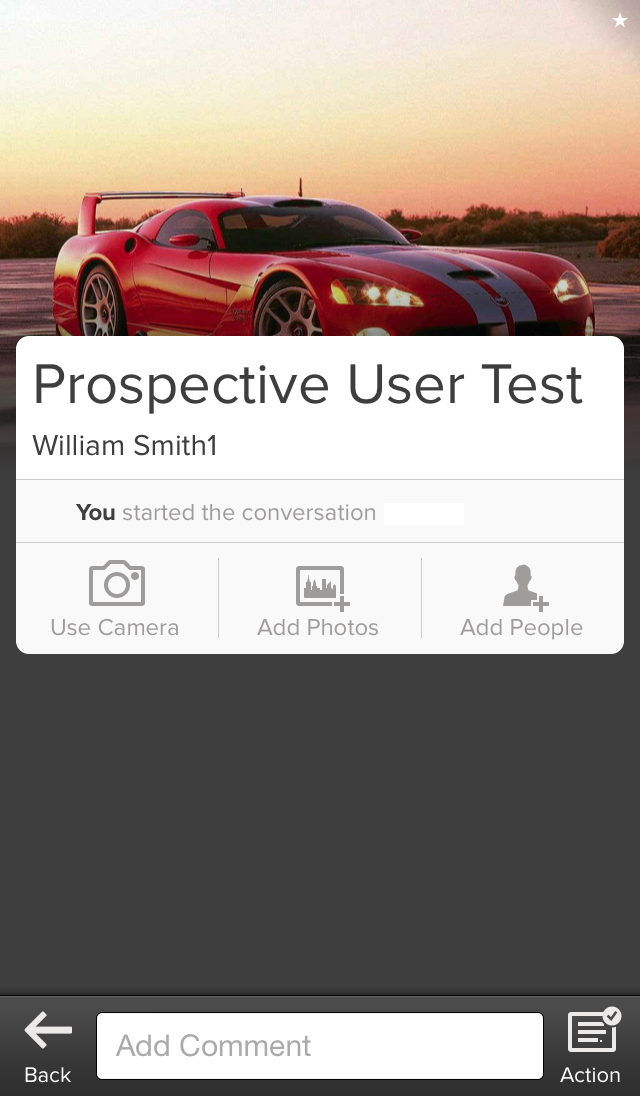 Prospective User Test
William Smith1
You started the conversation
Use Camera
Add Photos
Add People
Back
Add Comment
Action